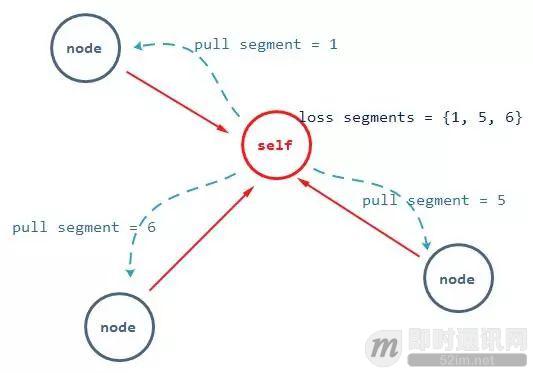 node
pull segment = 1
loss segments = {1, 5, 6}
self
pull segment = 5
pull segment = 6
node
node
m 即时通讯网
52im.net